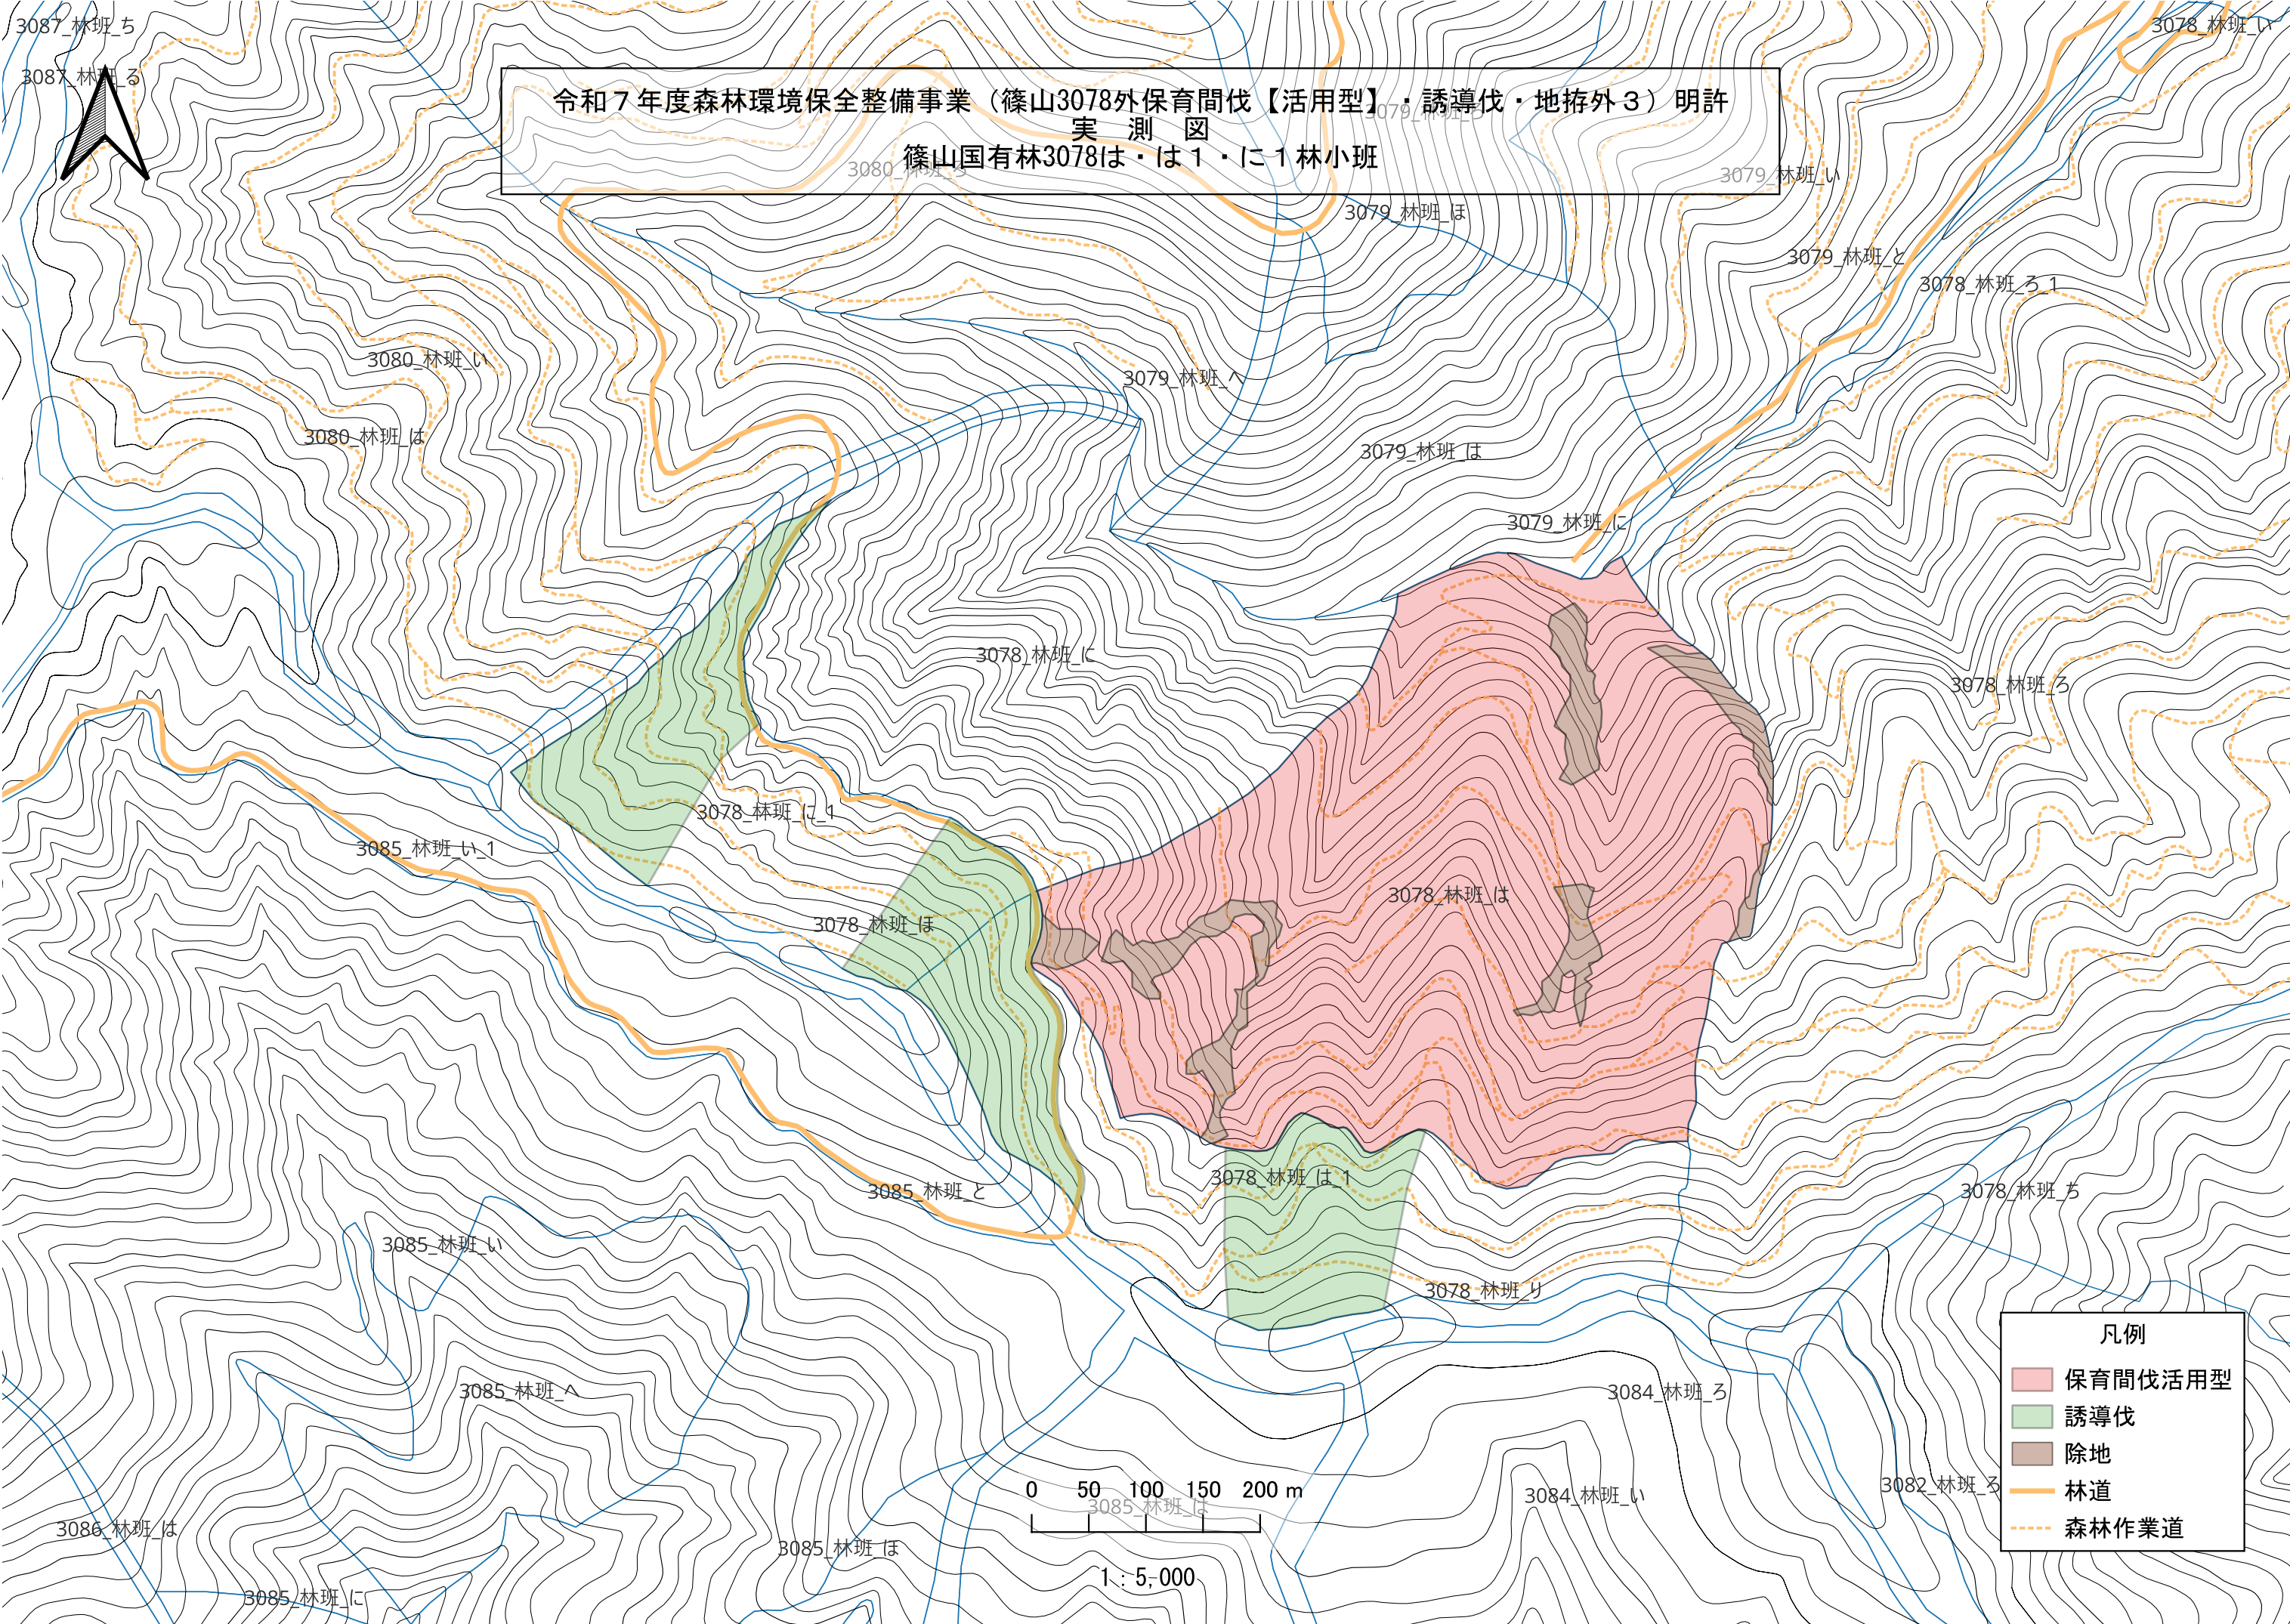 3087_林班_ち
3078_林班_い
3087_林班_ろ
令和７年度森林環境保全整備事業（篠山3078外保育間伐【活用型】・誘導伐・地拵外３）明許
3079_林班_ろ
実　測　図
篠山国有林3078は・は１・に１林小班
3080_林班_ろ
3079_林班_い
3079_林班_ほ
3079_林班_と
3078_林班_ろ_1
3080_林班_い
3079_林班_へ
3080_林班_は
3079_林班_は
3079_林班_に
3078_林班_に
3078_林班_ろ
3078_林班_に_1
3085_林班_い_1
3078_林班_は
3078_林班_ほ
3078_林班_は_1
3085_林班_と
3078_林班_ち
3085_林班_い
3078_林班_り
凡例
保育間伐活用型
誘導伐
除地
林道
森林作業道
3085_林班_へ
3084_林班_ろ
3082_林班_ろ
3084_林班_い
0 50 100 150 200 m
3085_林班_は
1：5,000
3086_林班_は
3085_林班_ほ
3085_林班_に